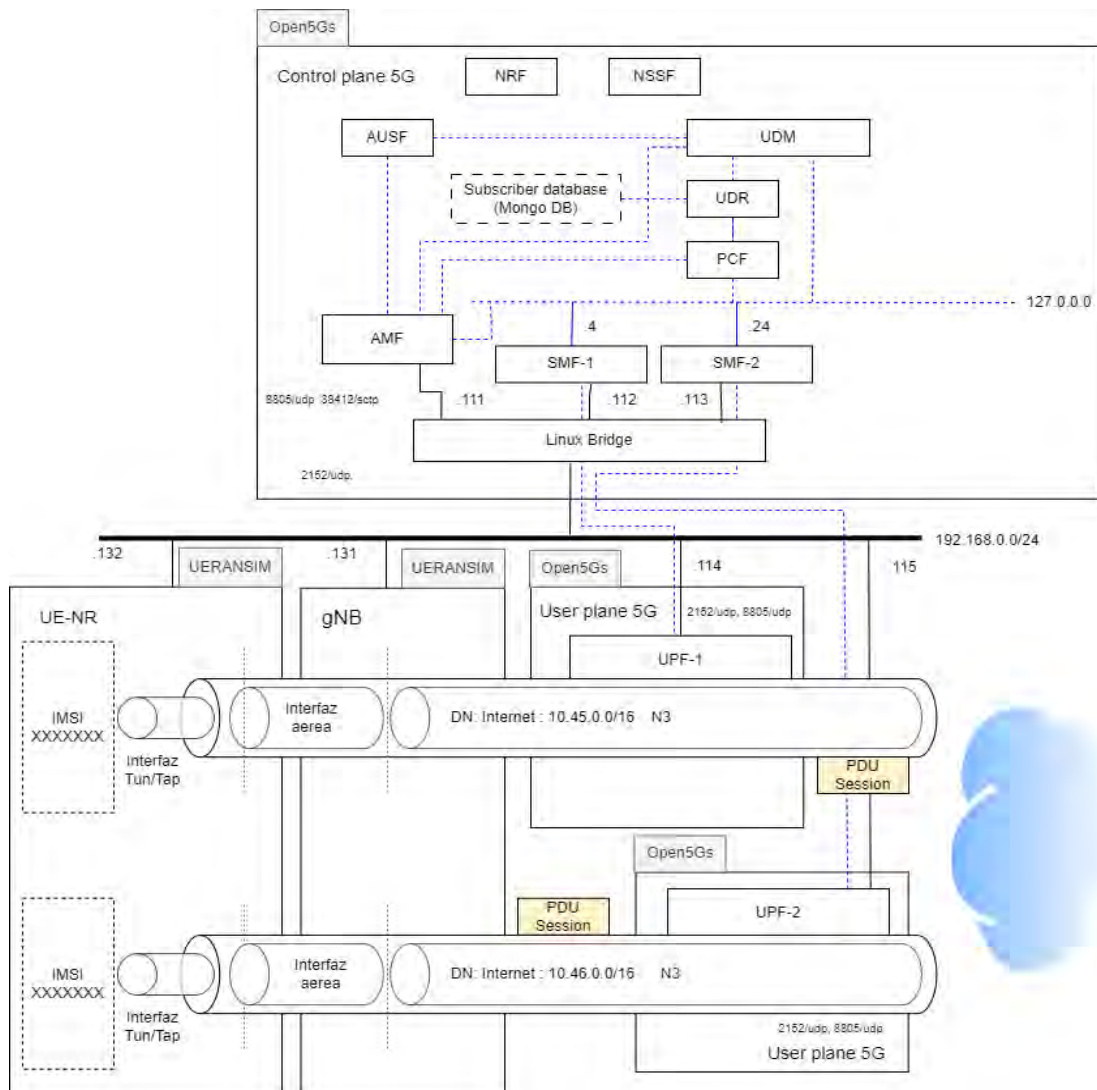 Open5Gs
Control plane 5G
NRF
NSSF
AUSF
UDM
Subscriber database
(Mongo DB)
UDR
PCF
127.0.0.0
AMF
.4
.24
SMF-1
SMF-2
8805/udp 38412/sctp
.111
.112
.113
Linux Bridge
2152/udp,
192.168.0.0/24
.132
UERANSIM
.131
UERANSIM
Open5Gs
.114
.115
UE-NR
gNB
User plane 5G
2152/udp, 8805/udp
UPF-1
IMSI
XXXXXXX
Interfaz
aerea
DN: Internet : 10.45.0.0/16 N3
Interfaz
Tun/Tap
PDU
Session
Open5Gs
PDU
Session
UPF-2
IMSI
XXXXXXX
Interfaz
aerea
DN: Internet : 10.46.0.0/16 N3
Interfaz
Tun/Tap
2152/udp, 8805/udp
User plane 5G